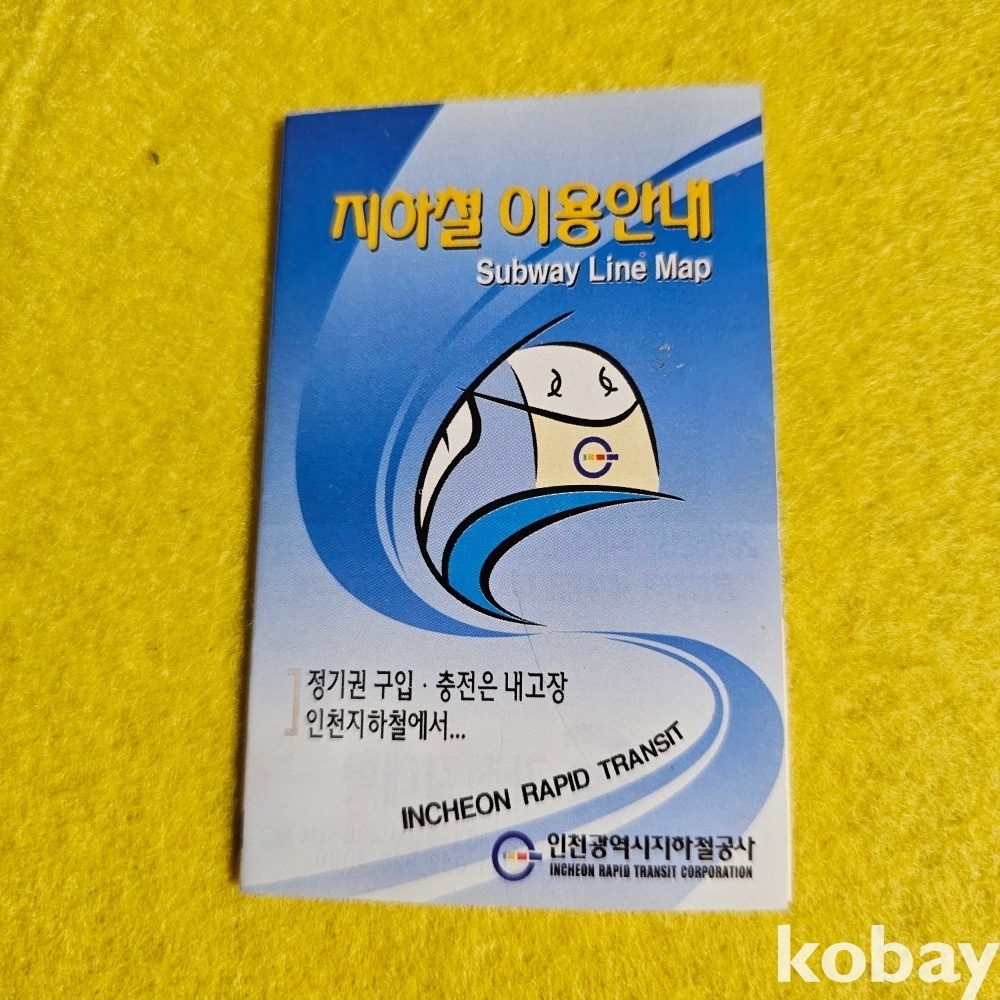 지하철 이용안내
Subway Line Map
정기권 구입 · 충전은 내고장
인천지하철에서...
INCHEON RAPID TRANSIT
인천광역시지하철공사
INCHEON RAPID TRANSIT CORPORATION
kobay